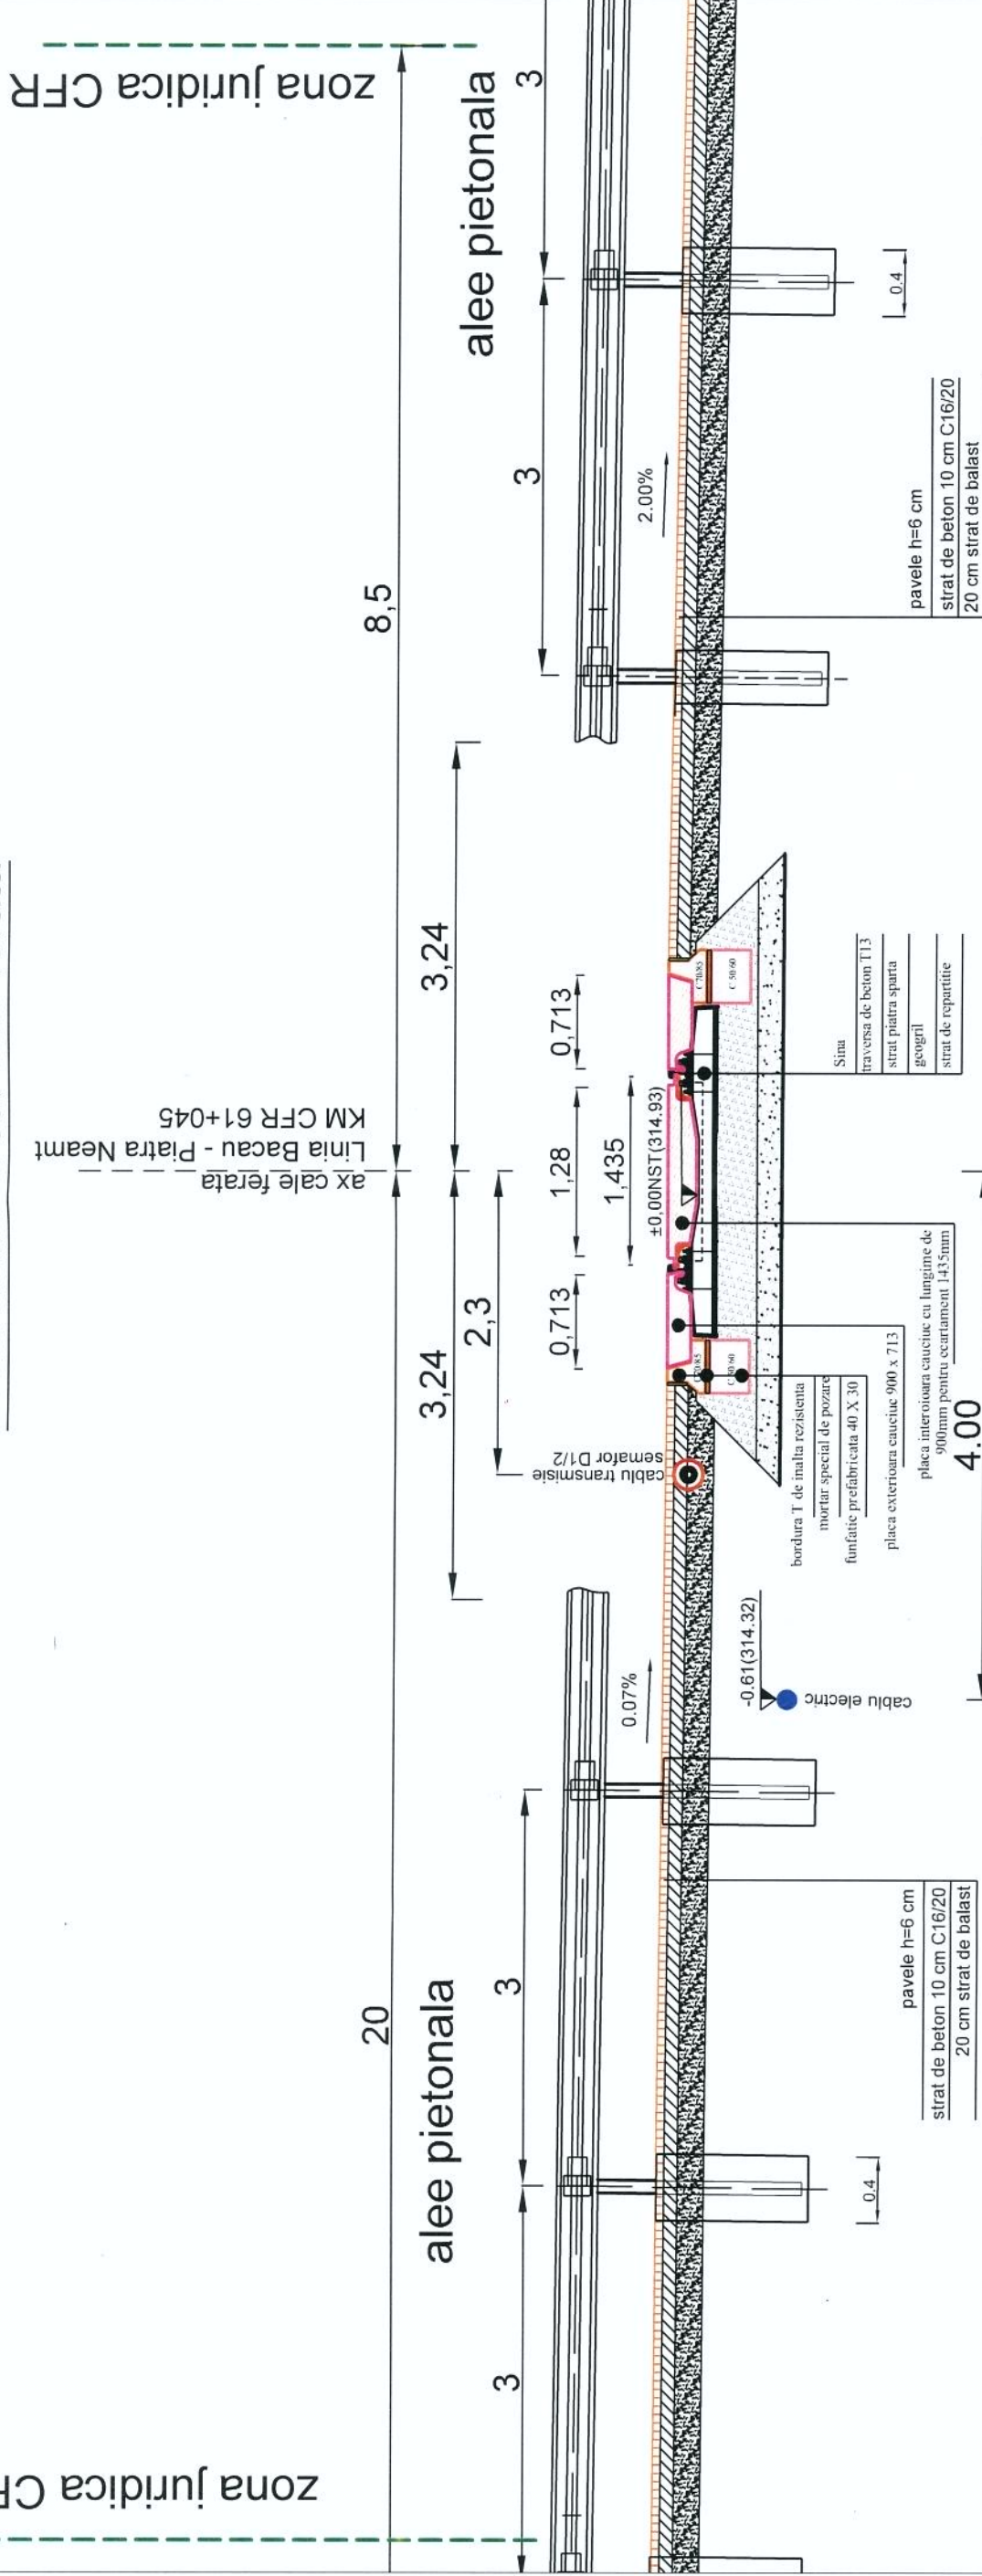 zona juridica CFR
8,5
alee pietonala
3
3
2.00%
0.4
pavele h=6 cm
strat de beton 10 cm C16/20
20 cm strat de balast
3,24
ax cale ferata
Linia Bacau - Piatra Neamt
KM CFR 61+045
0,713
1,28
1,435
±0,00NST(314.93)
0,713
C70/85
C 50/60
C 50/60
Sina
traversa de beton T13
strat piatra sparta
geogril
strat de repartitie
3,24
2,3
cablu transmisie
semafor D1/2
bordura T de inalta rezistenta
mortar special de pozare
funfatie prefabricata 40 X 30
placa exterioara cauciuc 900 x 713
placa interoioara cauciuc cu lungime de
900mm pentru ecartament 1435mm
4.00
-0.61(314.32)
cablu electric
0.07%
20
alee pietonala
3
3
0.4
pavele h=6 cm
strat de beton 10 cm C16/20
20 cm strat de balast
zona juridica